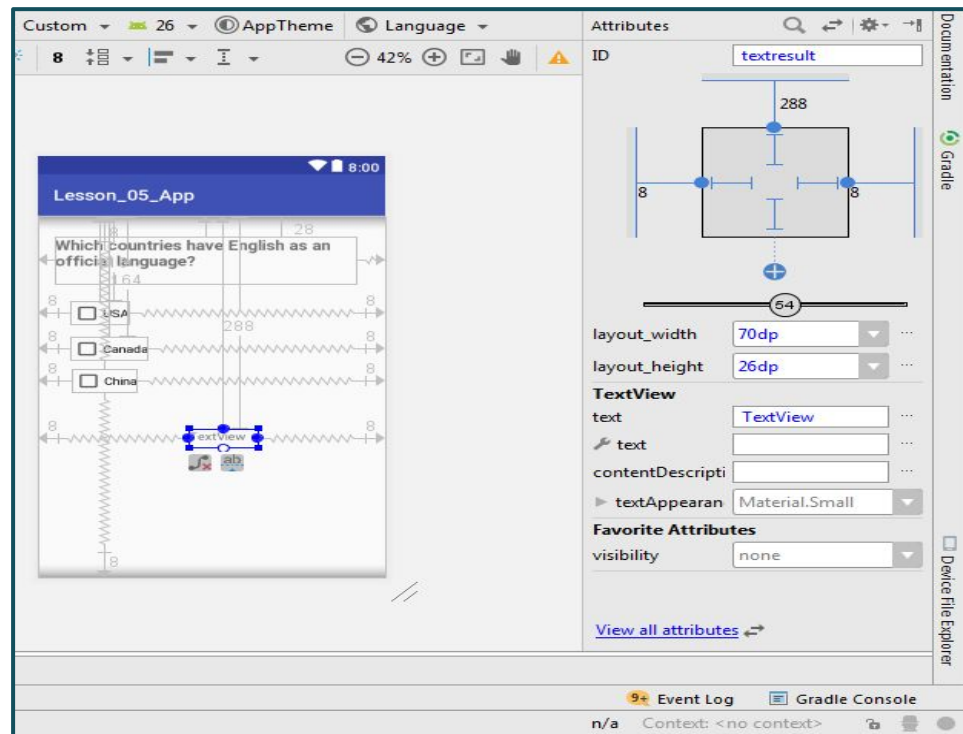 Custom 26 AppTheme Language
8 42%
Lesson_05_App
8:00
8 28
Which countries have English as an
official language?
164
8 USA 8
288
8 Canada 8
8 China 8
8 TextView 8
ab
8
Attributes
ID textresult
288
8 8
54
layout_width 70dp ...
layout_height 26dp ...
TextView
text TextView ...
text ...
contentDescripti ...
textAppearan Material.Small
Favorite Attributes
visibility none
View all attributes
Documentation
Gradle
Device File Explorer
9+ Event Log Gradle Console
n/a Context: <no context>